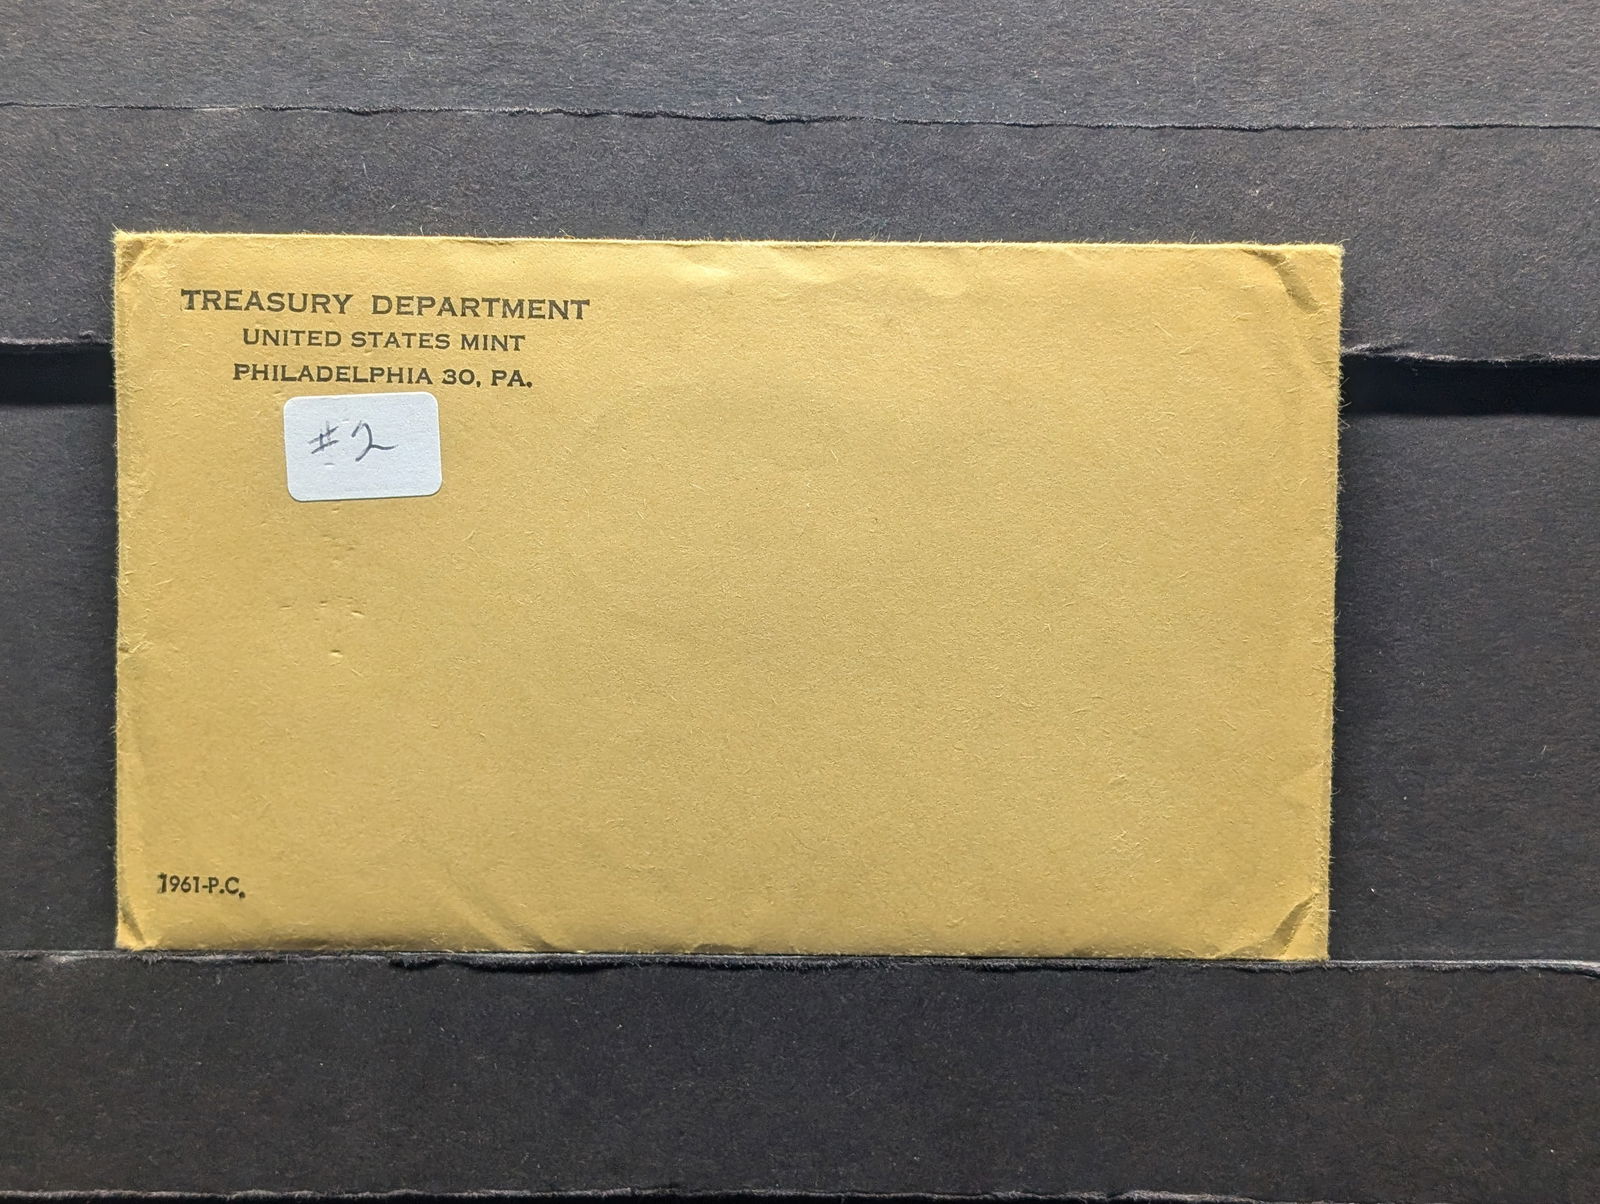 TREASURY DEPARTMENT
UNITED STATES MINT
PHILADELPHIA 30, PA.
#2
1961-P.C.